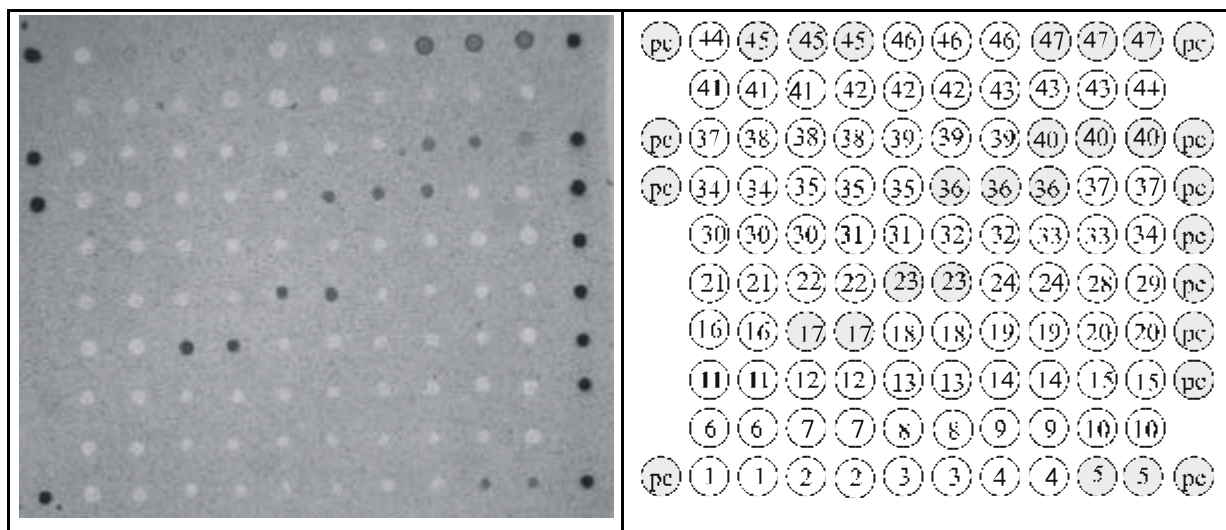 pc 44 45 45 45 46 46 46 47 47 47 pc
41 41 41 42 42 42 43 43 43 44
pc 37 38 38 38 39 39 39 40 40 40 pc
pc 34 34 35 35 35 36 36 36 37 37 pc
30 30 30 31 31 32 32 33 33 34 pc
21 21 22 22 23 23 24 24 28 29 pc
16 16 17 17 18 18 19 19 20 20 pc
11 11 12 12 13 13 14 14 15 15 pc
6 6 7 7 8 8 9 9 10 10
pc 1 1 2 2 3 3 4 4 5 5 pc